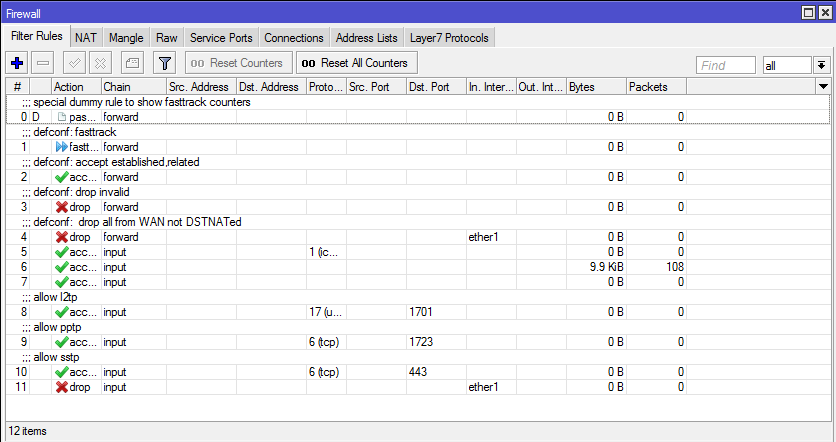 Firewall
Filter Rules NAT Mangle Raw Service Ports Connections Address Lists Layer7 Protocols
00 Reset Counters 00 Reset All Counters Find all
# Action Chain Src. Address Dst. Address Proto... Src. Port Dst. Port In. Inter... Out. Int... Bytes Packets
;;; special dummy rule to show fasttrack counters
0 D pas... forward 0 B 0
;;; defconf: fasttrack
1 fastt... forward 0 B 0
;;; defconf: accept established,related
2 acc... forward 0 B 0
;;; defconf: drop invalid
3 drop forward 0 B 0
;;; defconf: drop all from WAN not DSTNATed
4 drop forward ether1 0 B 0
5 acc... input 1 (ic... 0 B 0
6 acc... input 9.9 KiB 108
7 acc... input 0 B 0
;;; allow l2tp
8 acc... input 17 (u... 1701 0 B 0
;;; allow pptp
9 acc... input 6 (tcp) 1723 0 B 0
;;; allow sstp
10 acc... input 6 (tcp) 443 0 B 0
11 drop input ether1 0 B 0
12 items